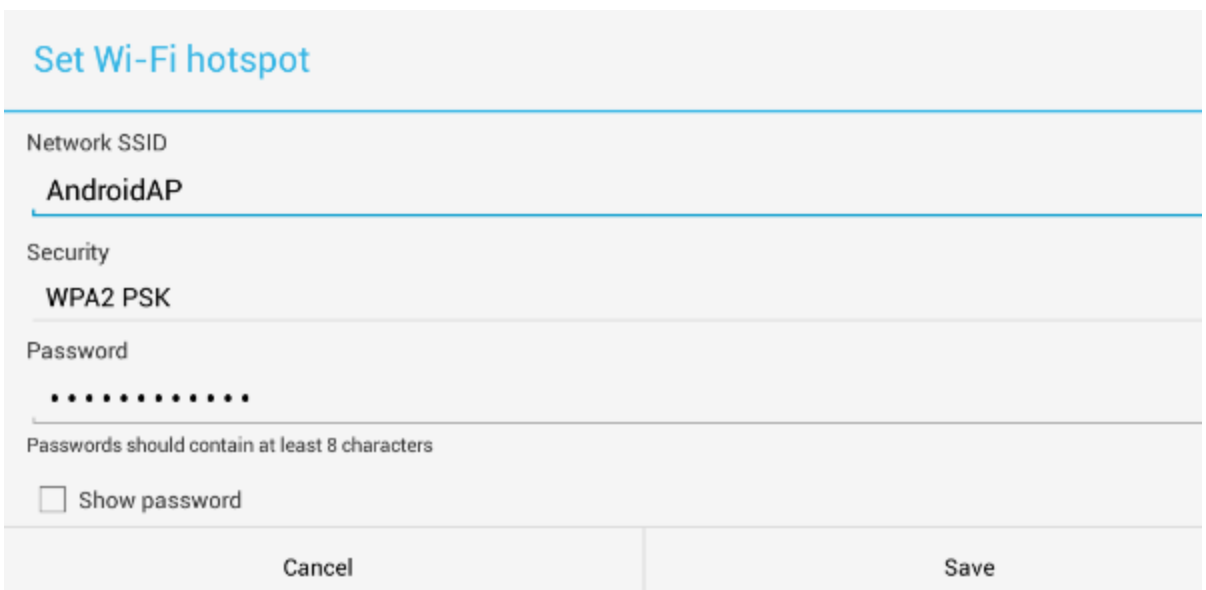 Set Wi-Fi hotspot
Network SSID
AndroidAP
Security
WPA2 PSK
Password
••••••••••••
Passwords should contain at least 8 characters
Show password
Cancel
Save